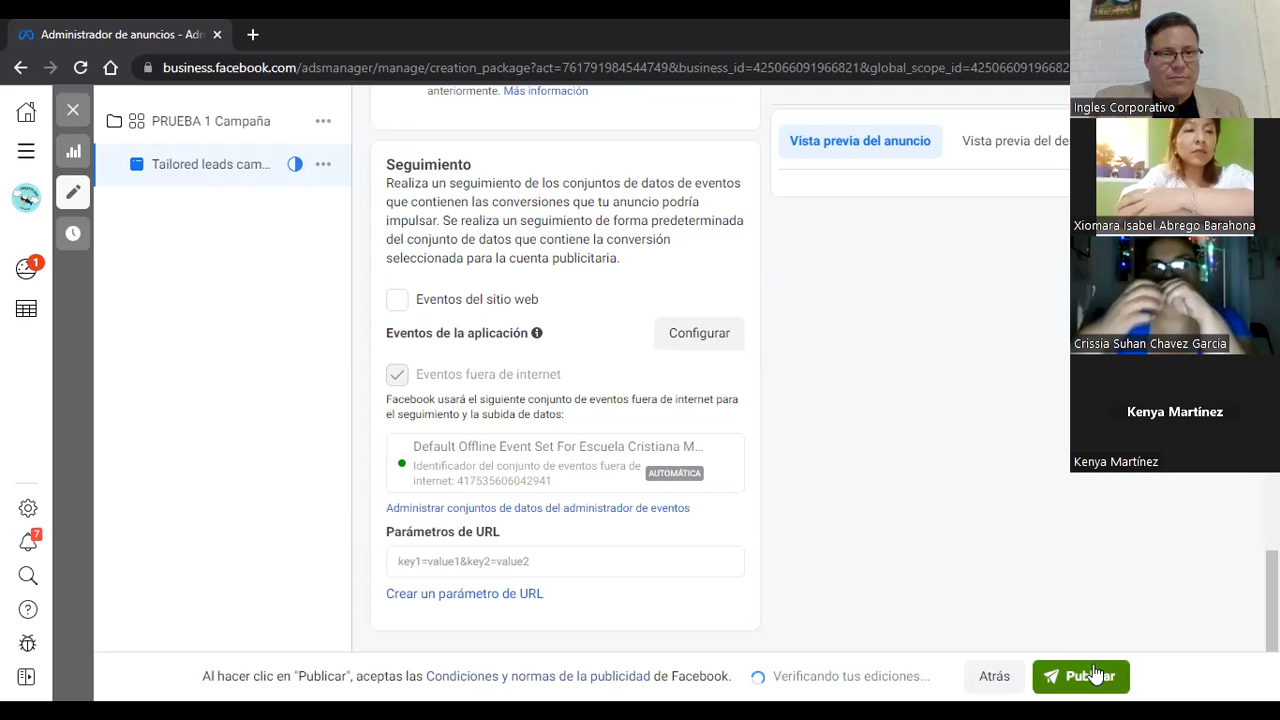 Administrador de anuncios - Adr
business.facebook.com/adsmanager/manage/creation_package?act=761791984544749&business_id=425066091966821&global_scope_id=42506609196682
anteriormente. Más información
PRUEBA 1 Campaña
Tailored leads cam...
1
7
Seguimiento
Realiza un seguimiento de los conjuntos de datos de eventos
que contienen las conversiones que tu anuncio podría
impulsar. Se realiza un seguimiento de forma predeterminada
del conjunto de datos que contiene la conversión
seleccionada para la cuenta publicitaria.
Eventos del sitio web
Eventos de la aplicación
Configurar
Eventos fuera de internet
Facebook usará el siguiente conjunto de eventos fuera de internet para
el seguimiento y la subida de datos:
Default Offline Event Set For Escuela Cristiana M...
Identificador del conjunto de eventos fuera de
internet: 417535606042941
AUTOMÁTICA
Administrar conjuntos de datos del administrador de eventos
Parámetros de URL
key1=value1&key2=value2
Crear un parámetro de URL
Vista previa del anuncio
Vista previa del de
Al hacer clic en "Publicar", aceptas las Condiciones y normas de la publicidad de Facebook.
Verificando tus ediciones...
Atrás
Publicar
Ingles Corporativo
Xiomara Isabel Abrego Barahona
Crissia Suhan Chavez Garcia
Kenya Martínez
Kenya Martínez